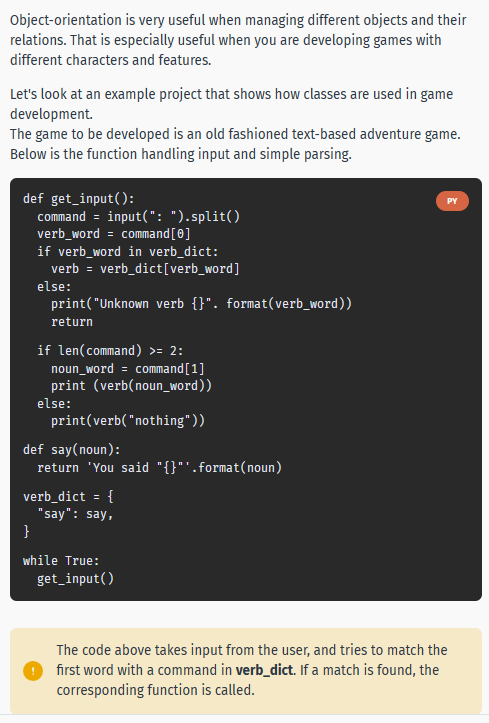 Object-orientation is very useful when managing different objects and their
relations. That is especially useful when you are developing games with
different characters and features.
Let's look at an example project that shows how classes are used in game
development.
The game to be developed is an old fashioned text-based adventure game.
Below is the function handling input and simple parsing.
PY
def get_input():
  command = input(": ").split()
  verb_word = command[0]
  if verb_word in verb_dict:
    verb = verb_dict[verb_word]
  else:
    print("Unknown verb {}". format(verb_word))
    return
  if len(command) >= 2:
    noun_word = command[1]
    print (verb(noun_word))
  else:
    print(verb("nothing"))
def say(noun):
  return 'You said "{}"'.format(noun)
verb_dict = {
  "say": say,
}
while True:
  get_input()
The code above takes input from the user, and tries to match the
first word with a command in verb_dict. If a match is found, the
corresponding function is called.